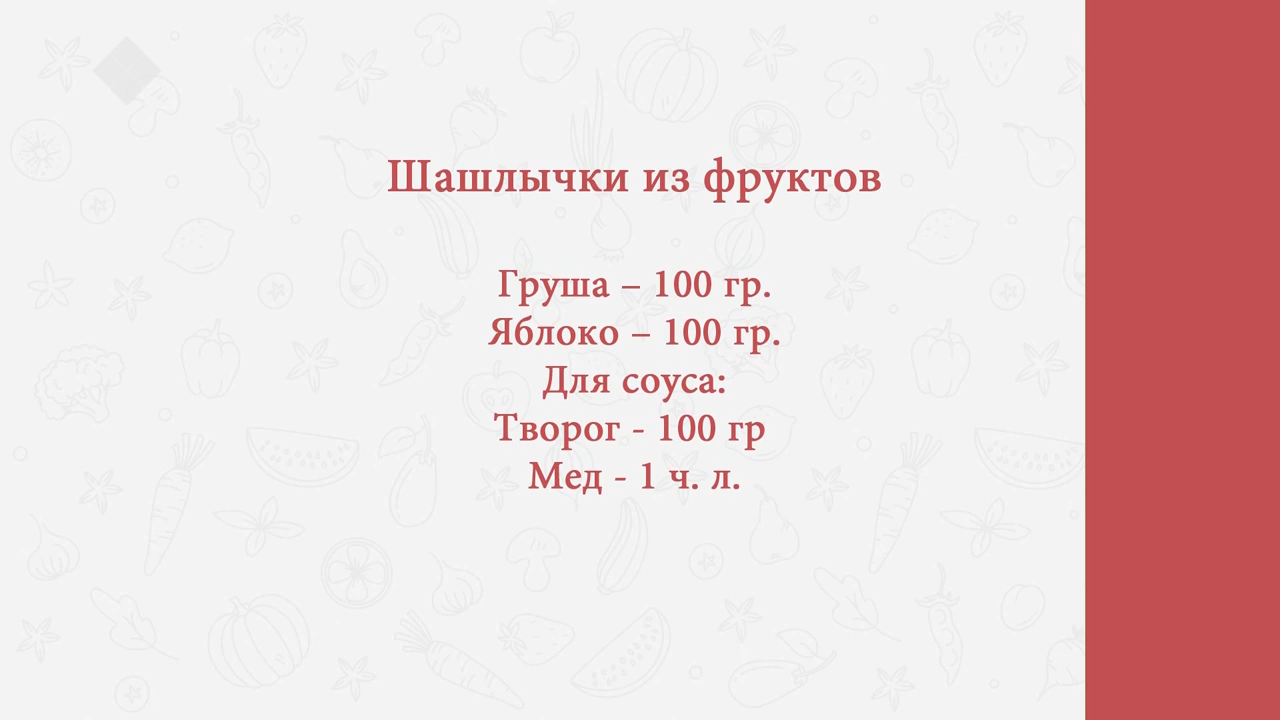 Шашлычки из фруктов
Груша – 100 гр.
Яблоко – 100 гр.
Для соуса:
Творог - 100 гр
Мед - 1 ч. л.